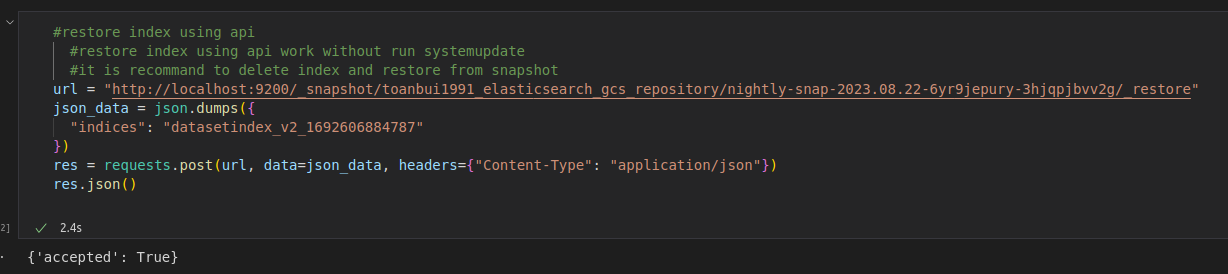 #restore index using api
#restore index using api work without run systemupdate
#it is recommand to delete index and restore from snapshot
url = "http://localhost:9200/_snapshot/toanbui1991_elasticsearch_gcs_repository/nightly-snap-2023.08.22-6yr9jepury-3hjqpjbvv2g/_restore"
json_data = json.dumps({
"indices": "datasetindex_v2_1692606884787"
})
res = requests.post(url, data=json_data, headers={"Content-Type": "application/json"})
res.json()
2] 2.4s
{'accepted': True}